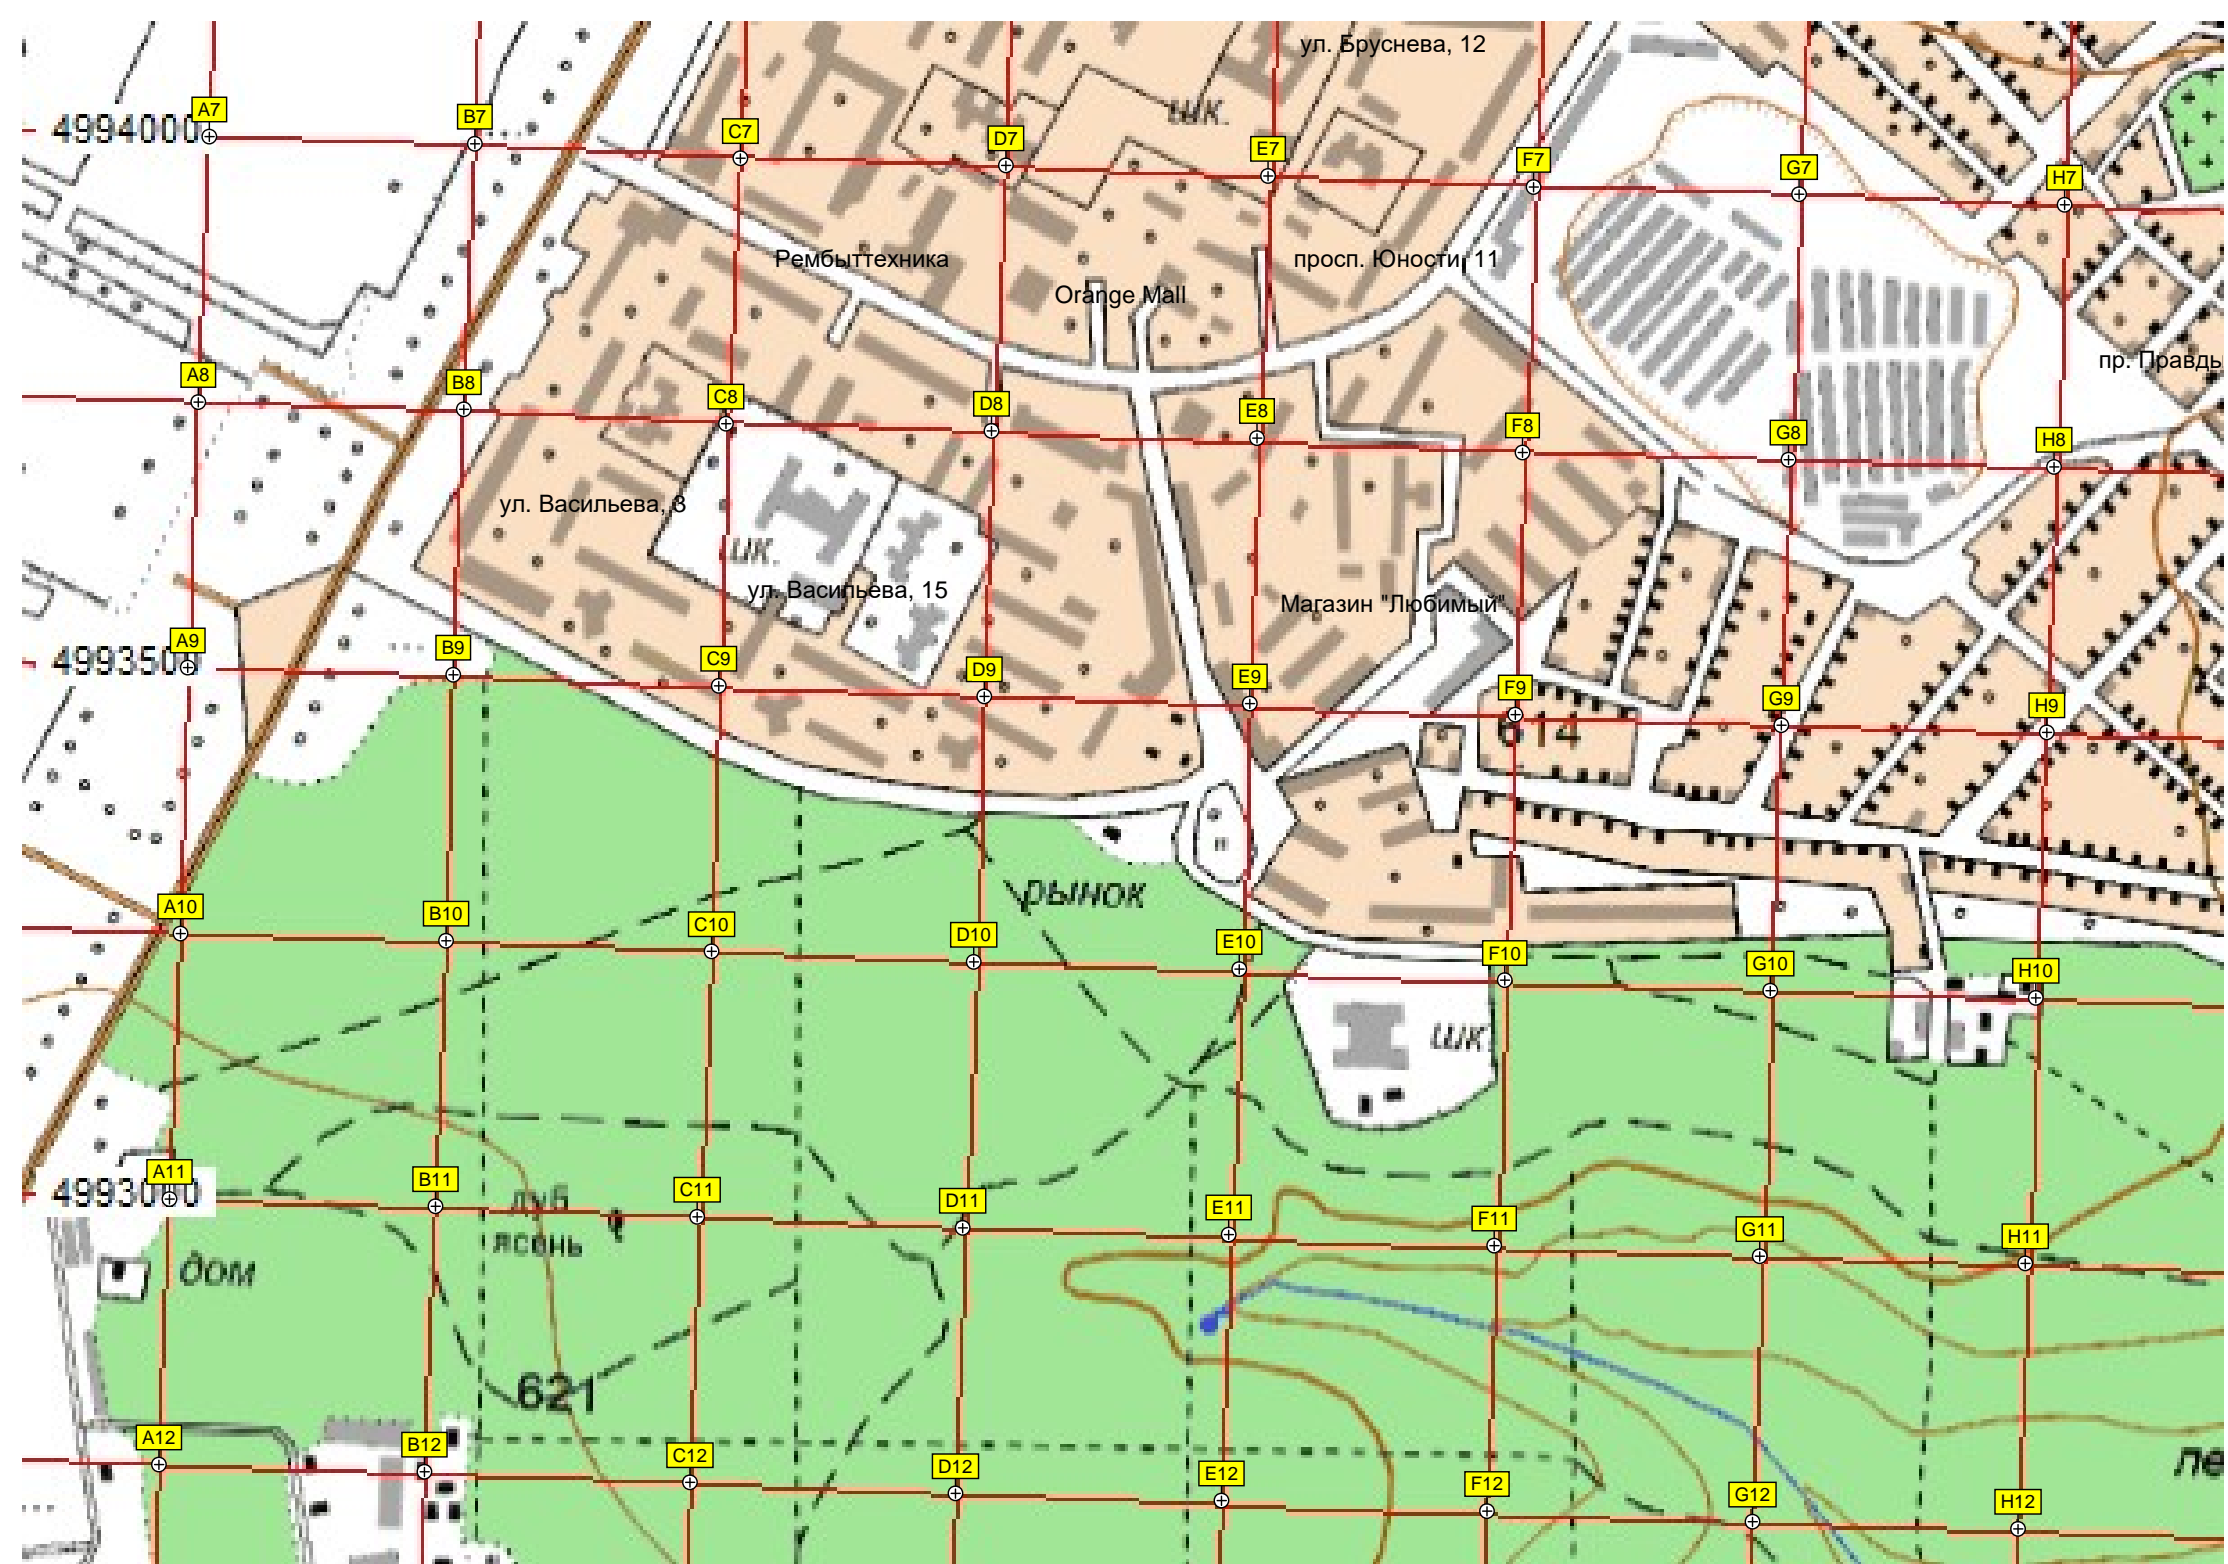 ул. Бруснева, 12
A7
B7
C7
D7
E7
F7
G7
H7
4994000
шк.
Рембыттехника
просп. Юности, 11
Orange Mall
пр. Правды
A8
B8
C8
D8
E8
F8
G8
H8
ул. Васильева, 3
шк.
ул. Васильева, 15
Магазин "Любимый"
A9
B9
C9
D9
E9
F9
G9
H9
4993500
614
рынок
A10
B10
C10
D10
E10
F10
G10
H10
шк.
A11
B11
C11
D11
E11
F11
G11
H11
4993000
дуб
ясень
дом
621
A12
B12
C12
D12
E12
F12
G12
H12
ле